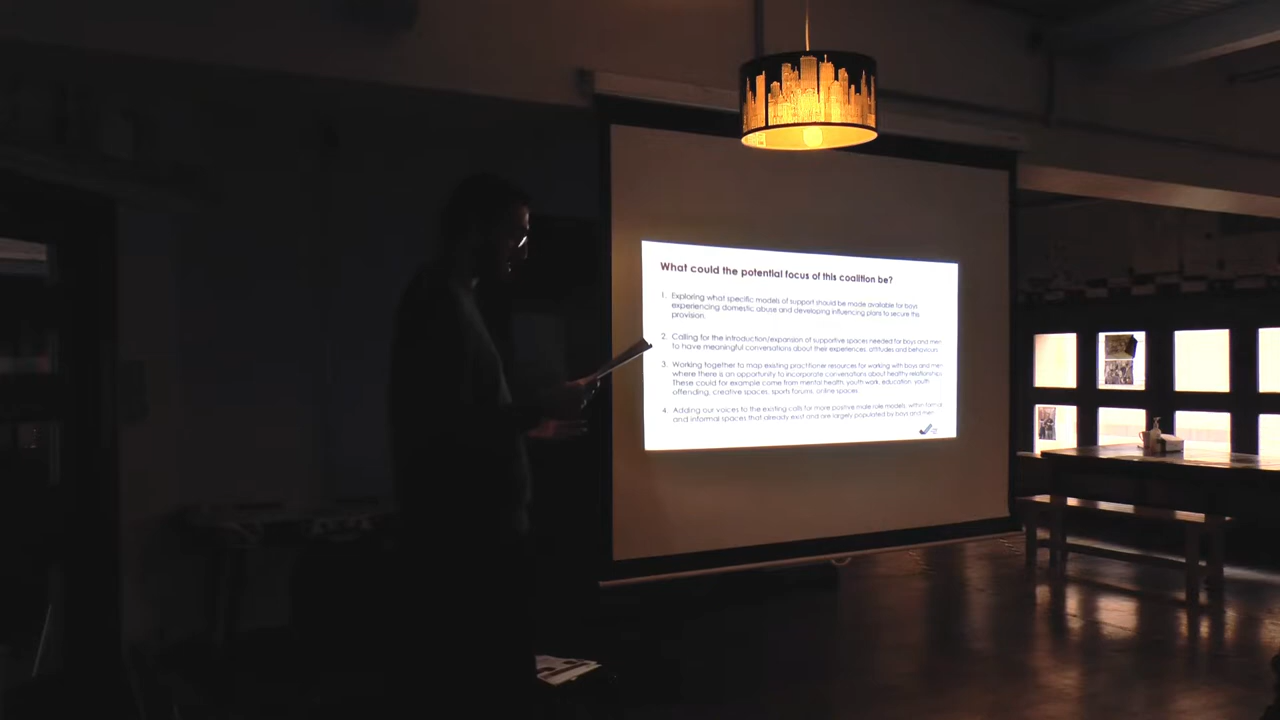 What could the potential focus of this coalition be?
1. Exploring what specific models of support should be made available for boys
experiencing domestic abuse and developing influencing plans to secure this
provision.
2. Calling for the introduction/expansion of supportive spaces needed for boys and men
to have meaningful conversations about their experiences, attitudes and behaviours.
3. Working together to map existing practitioner resources for working with boys and men
where there is an opportunity to incorporate conversations about healthy relationships.
These could for example come from mental health, youth work, education, youth
offending, creative spaces, sports forums, online spaces.
4. Adding our voices to the existing calls for more positive male role models, within formal
and informal spaces that already exist and are largely populated by boys and men.